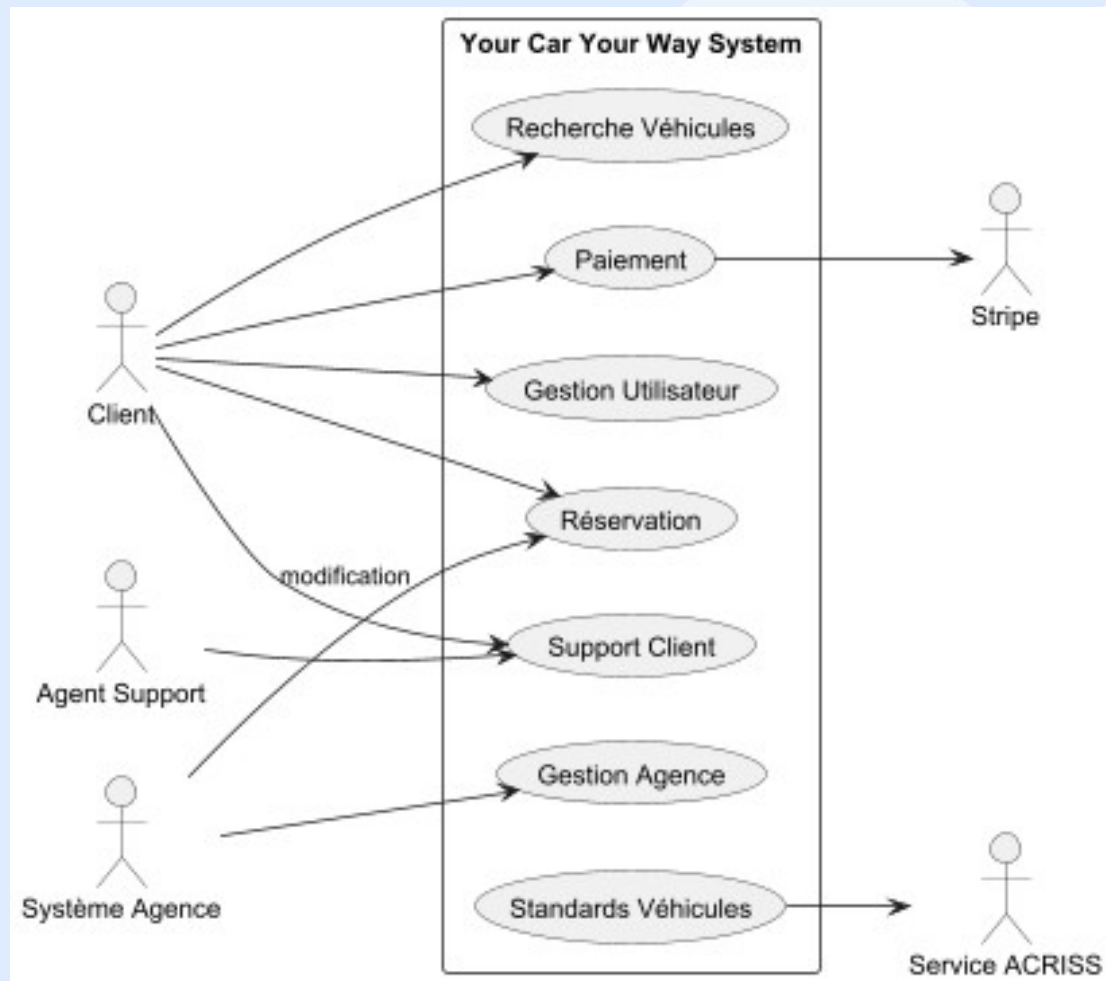 Your Car Your Way System
Recherche Véhicules
Paiement
Stripe
Client
Gestion Utilisateur
Réservation
modification
Agent Support
Support Client
Gestion Agence
Système Agence
Standards Véhicules
Service ACRISS